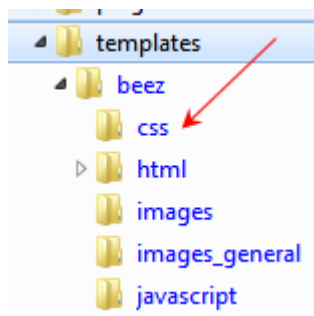 templates
beez
css
html
images
images_general
javascript